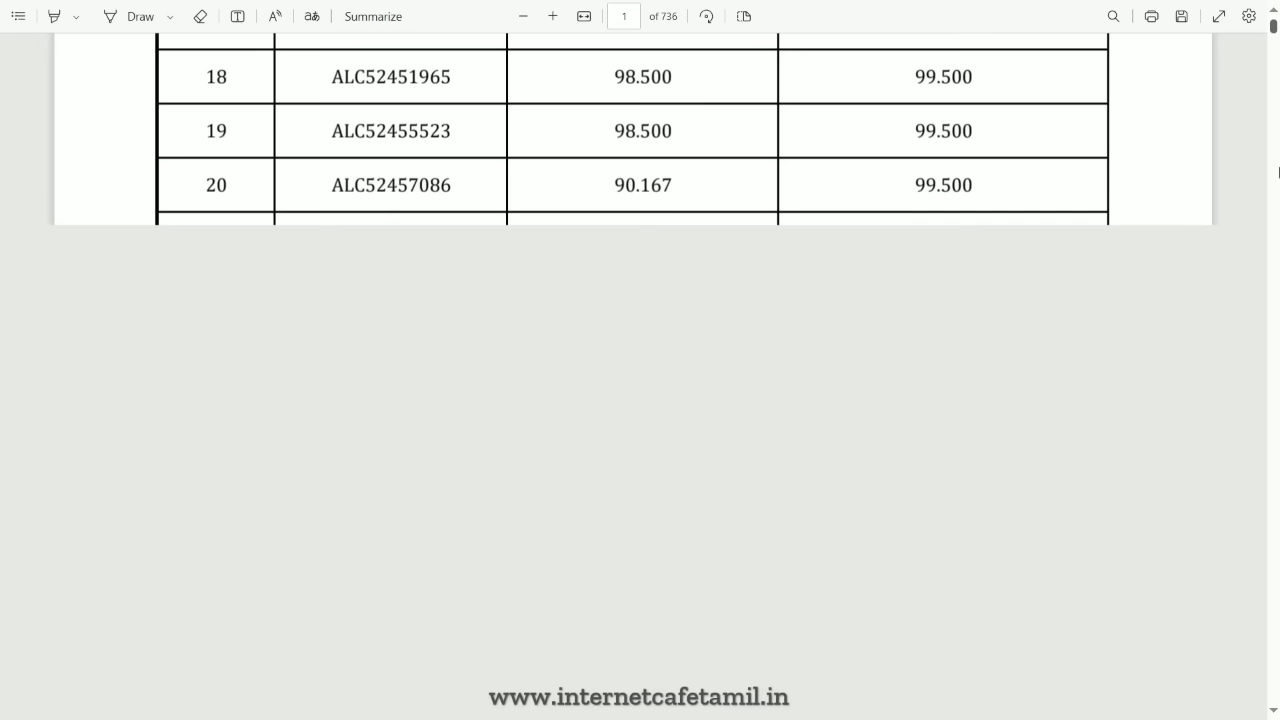 Draw Summarize 1 of 736
18 ALC52451965 98.500 99.500
19 ALC52455523 98.500 99.500
20 ALC52457086 90.167 99.500
www.internetcafetamil.in